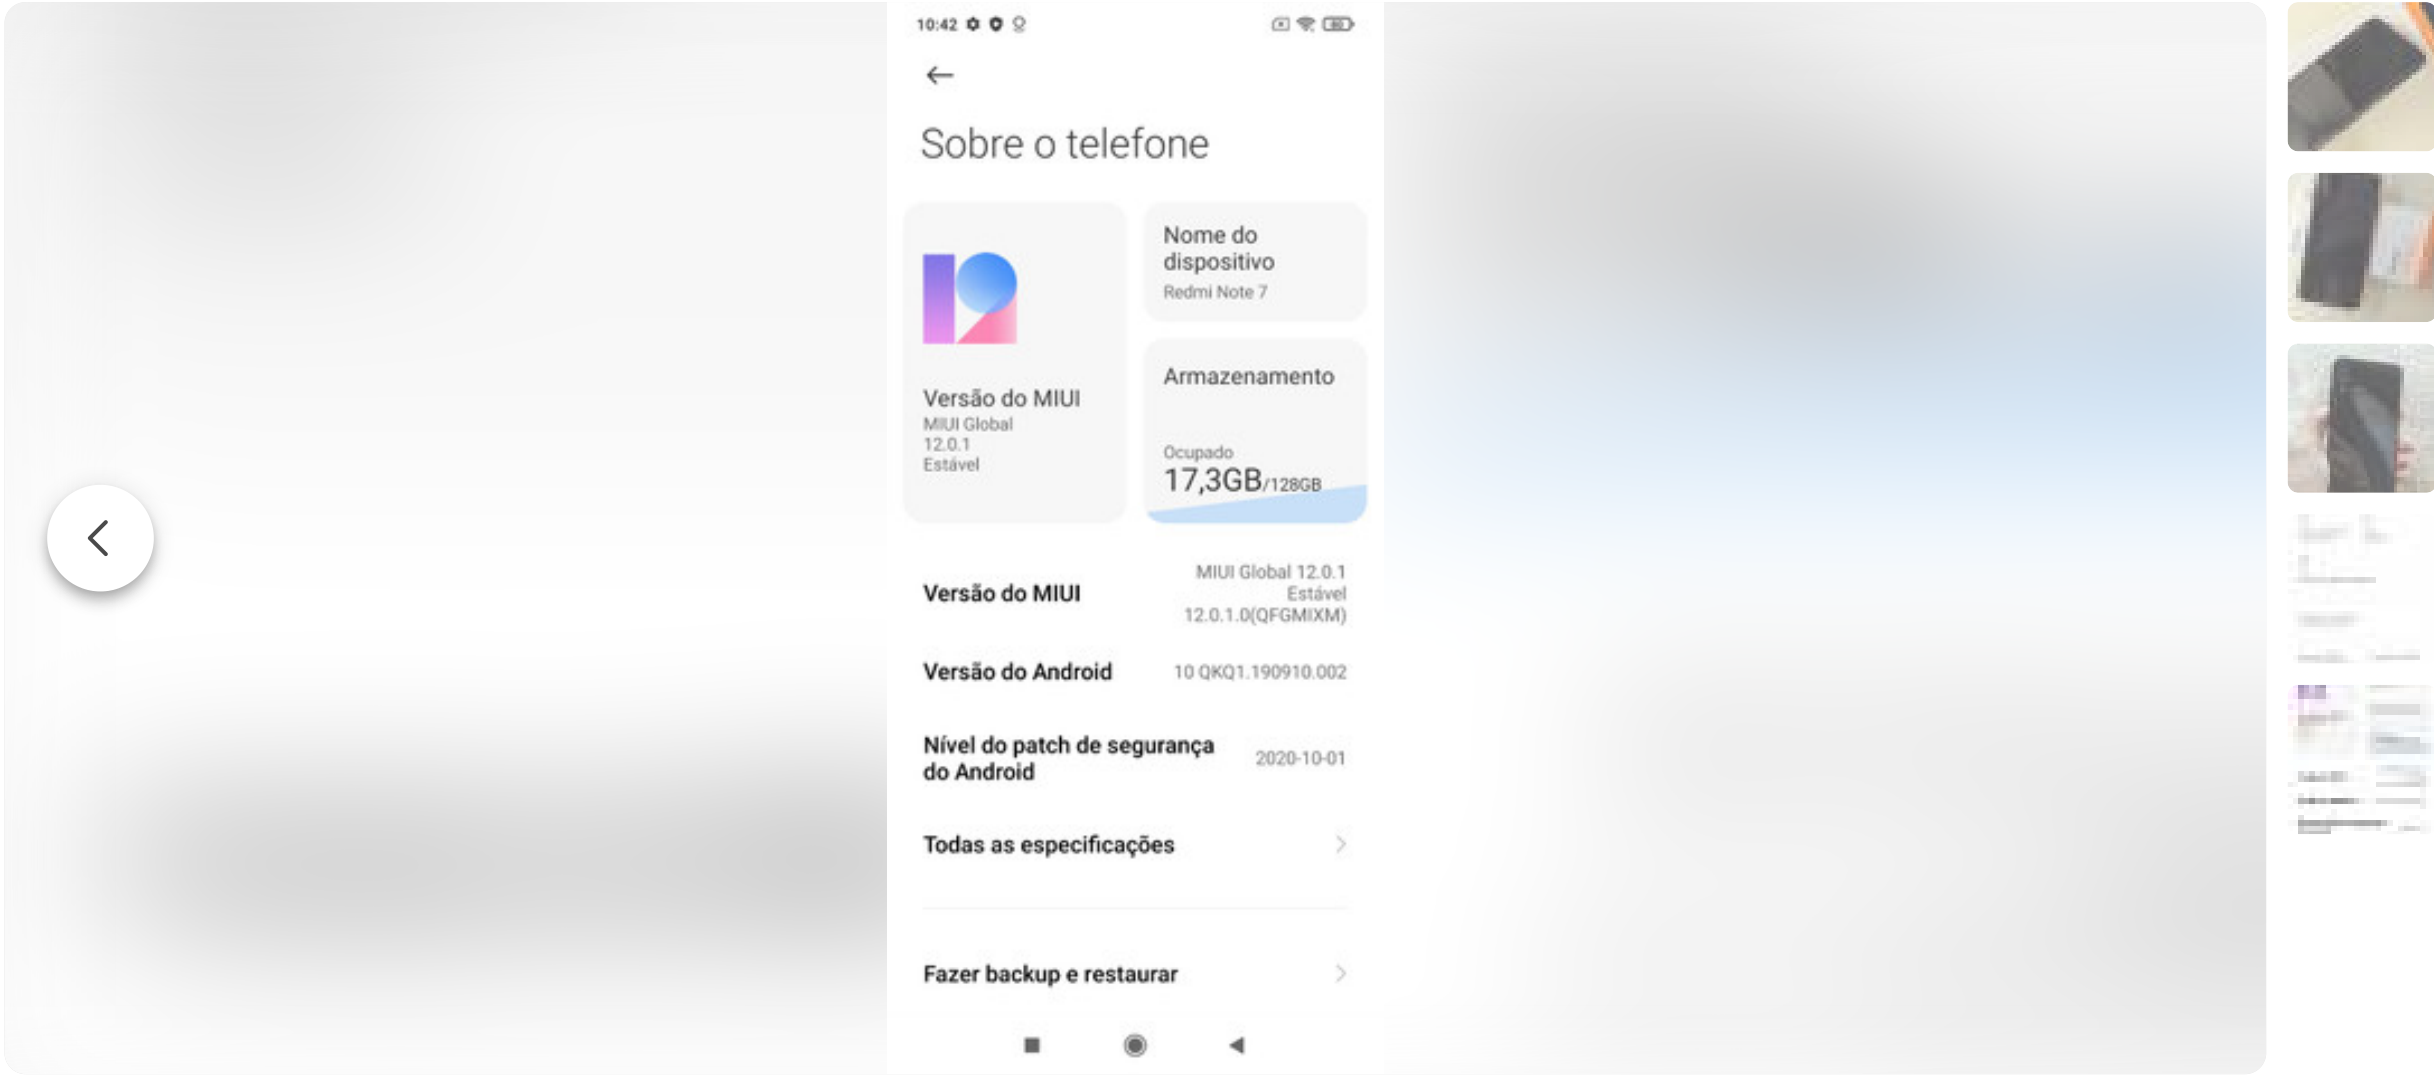 10:42
Sobre o telefone
Versão do MIUI
MIUI Global
12.0.1
Estável
Nome do
dispositivo
Redmi Note 7
Armazenamento
Ocupado
17,3GB/128GB
Versão do MIUI
MIUI Global 12.0.1
Estável
12.0.1.0(QFGMIXM)
Versão do Android
10 QKQ1.190910.002
Nível do patch de segurança
do Android
2020-10-01
Todas as especificações
Fazer backup e restaurar